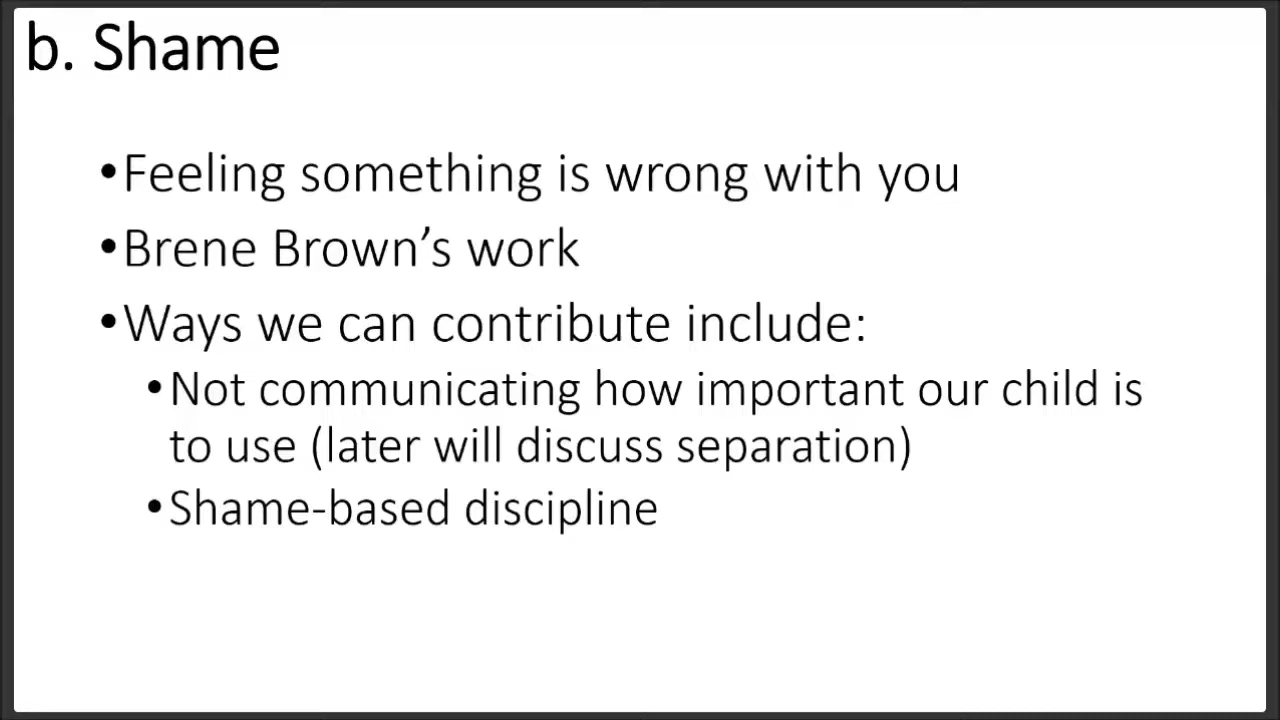 b. Shame
•Feeling something is wrong with you
•Brene Brown’s work
•Ways we can contribute include:
•Not communicating how important our child is
to use (later will discuss separation)
•Shame-based discipline